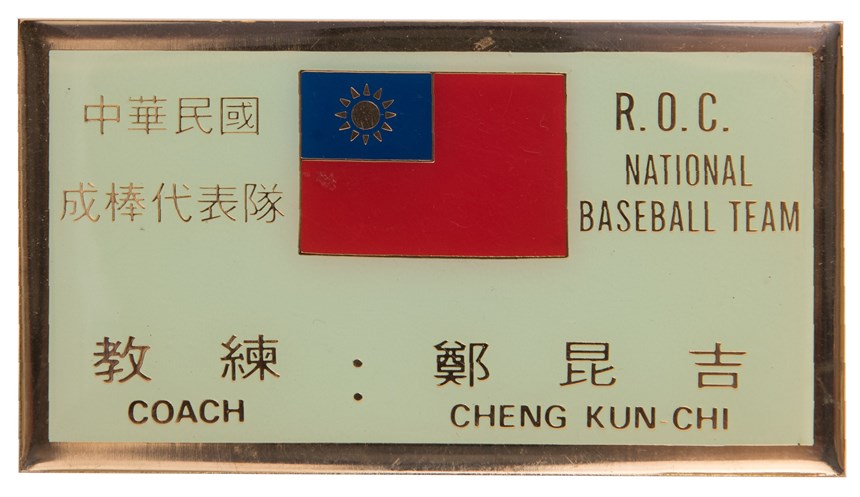 中華民國
成棒代表隊
R.O.C.
NATIONAL
BASEBALL TEAM
教練：鄭昆吉
COACH CHENG KUN-CHI